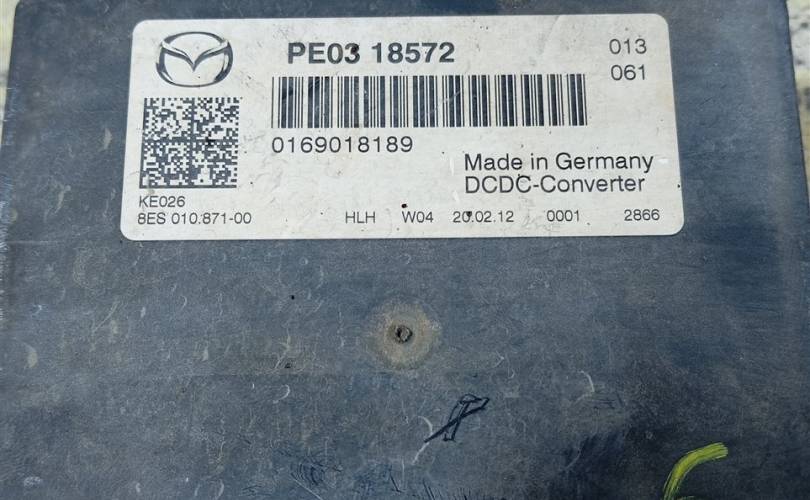 PE03 18572
013
061
0169018189
Made in Germany
DCDC-Converter
KE026
8ES 010.871-00 HLH W04 20.02.12 0001 2866